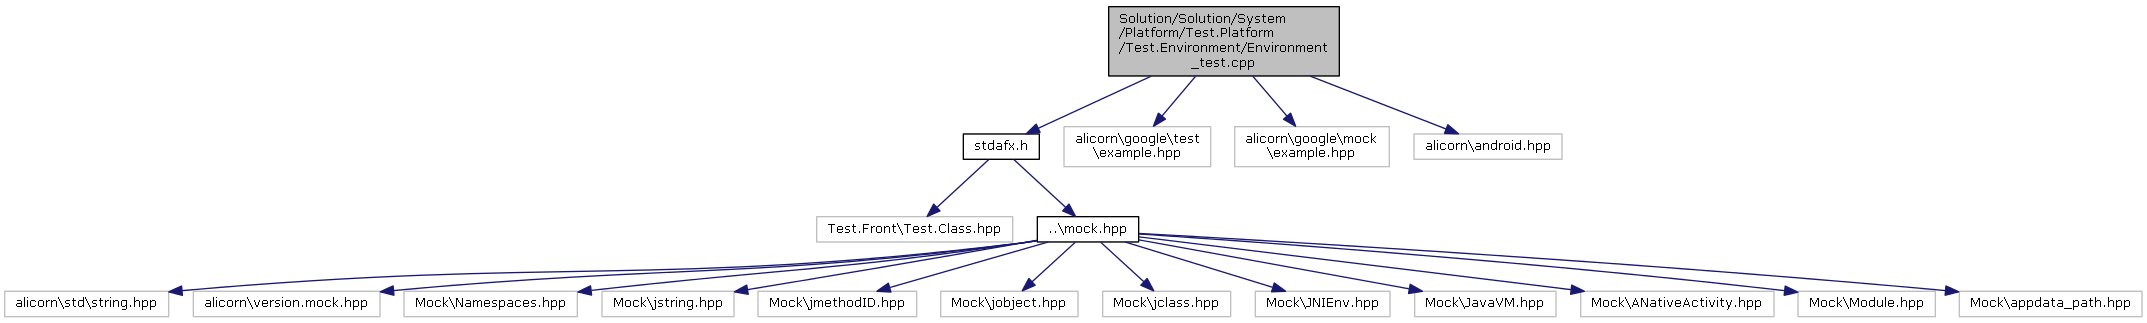 Solution/Solution/System
/Platform/Test.Platform
/Test.Environment/Environment
_test.cpp
stdafx.h
alicorn\google\test
\example.hpp
alicorn\google\mock
\example.hpp
alicorn\android.hpp
Test.Front\Test.Class.hpp
..\mock.hpp
alicorn\std\string.hpp
alicorn\version.mock.hpp
Mock\Namespaces.hpp
Mock\jstring.hpp
Mock\jmethodID.hpp
Mock\jobject.hpp
Mock\jclass.hpp
Mock\JNIEnv.hpp
Mock\JavaVM.hpp
Mock\ANativeActivity.hpp
Mock\Module.hpp
Mock\appdata_path.hpp